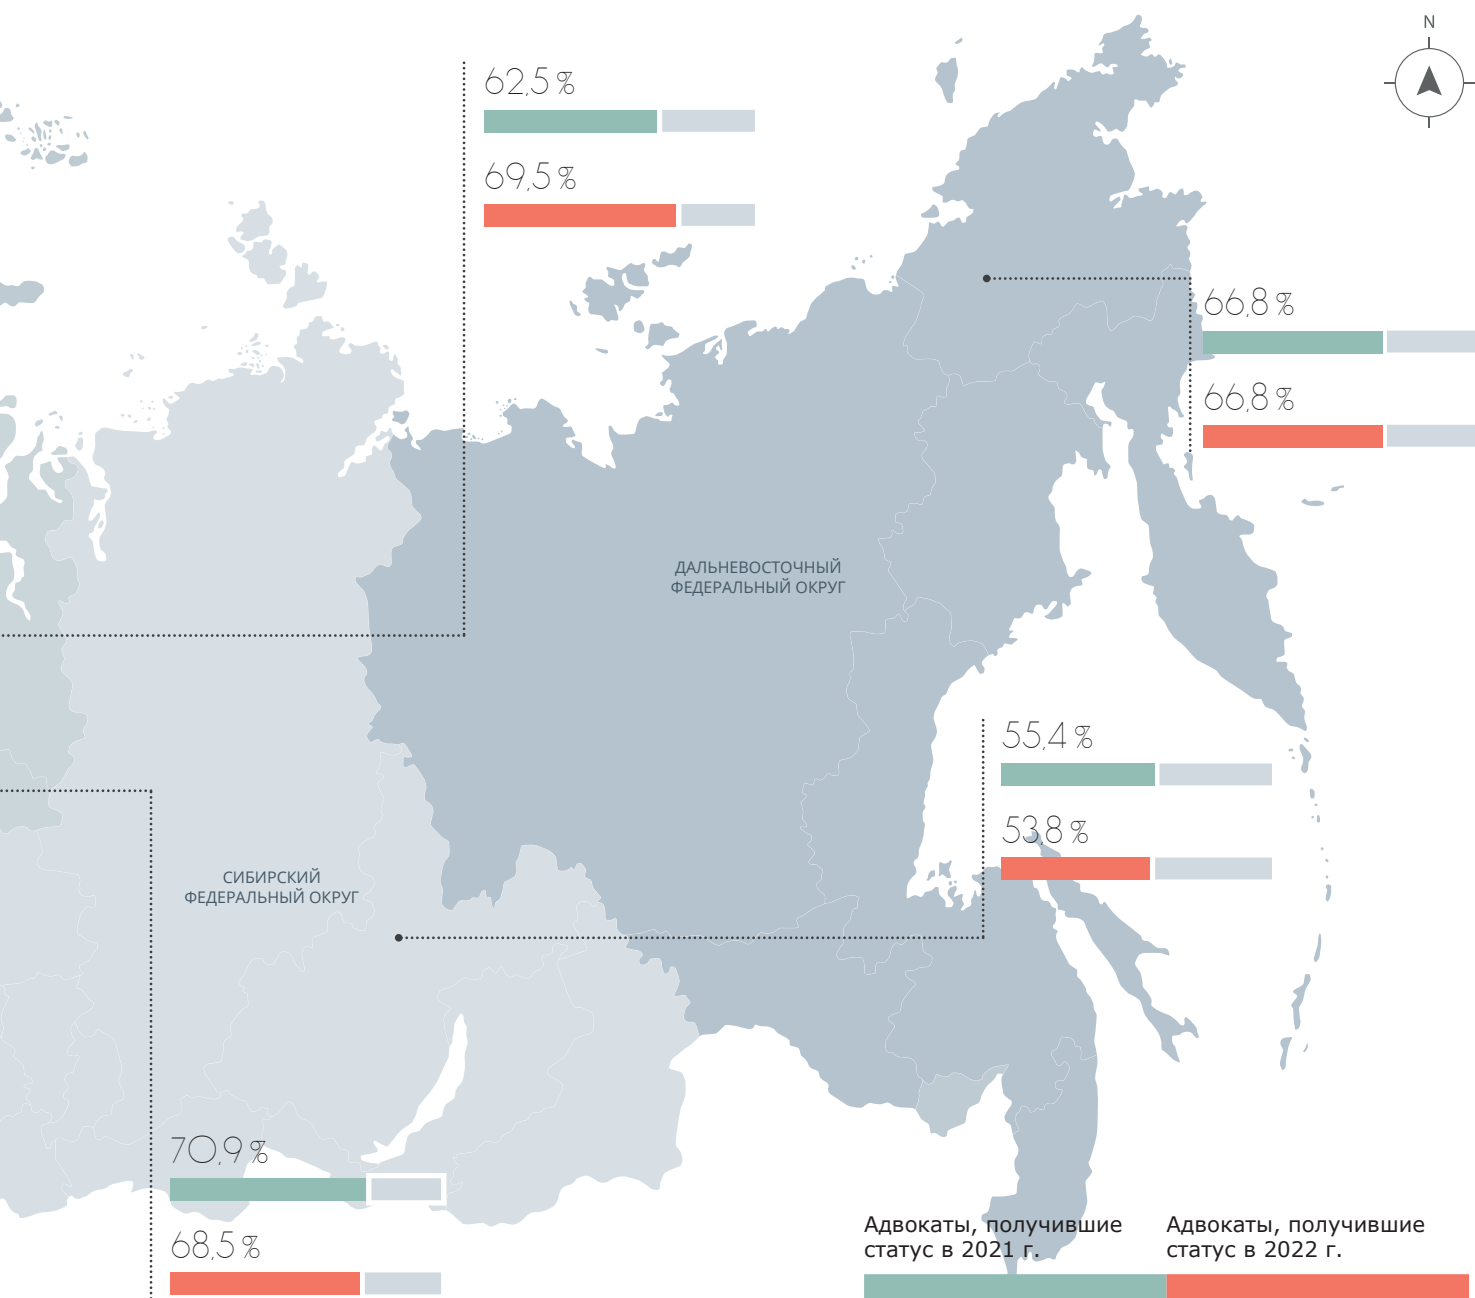 N
62,5 %
69,5 %
66,8 %
66,8 %
ДАЛЬНЕВОСТОЧНЫЙ
ФЕДЕРАЛЬНЫЙ ОКРУГ
55,4 %
53,8 %
СИБИРСКИЙ
ФЕДЕРАЛЬНЫЙ ОКРУГ
70,9 %
68,5 %
Адвокаты, получившие
статус в 2021 г.
Адвокаты, получившие
статус в 2022 г.